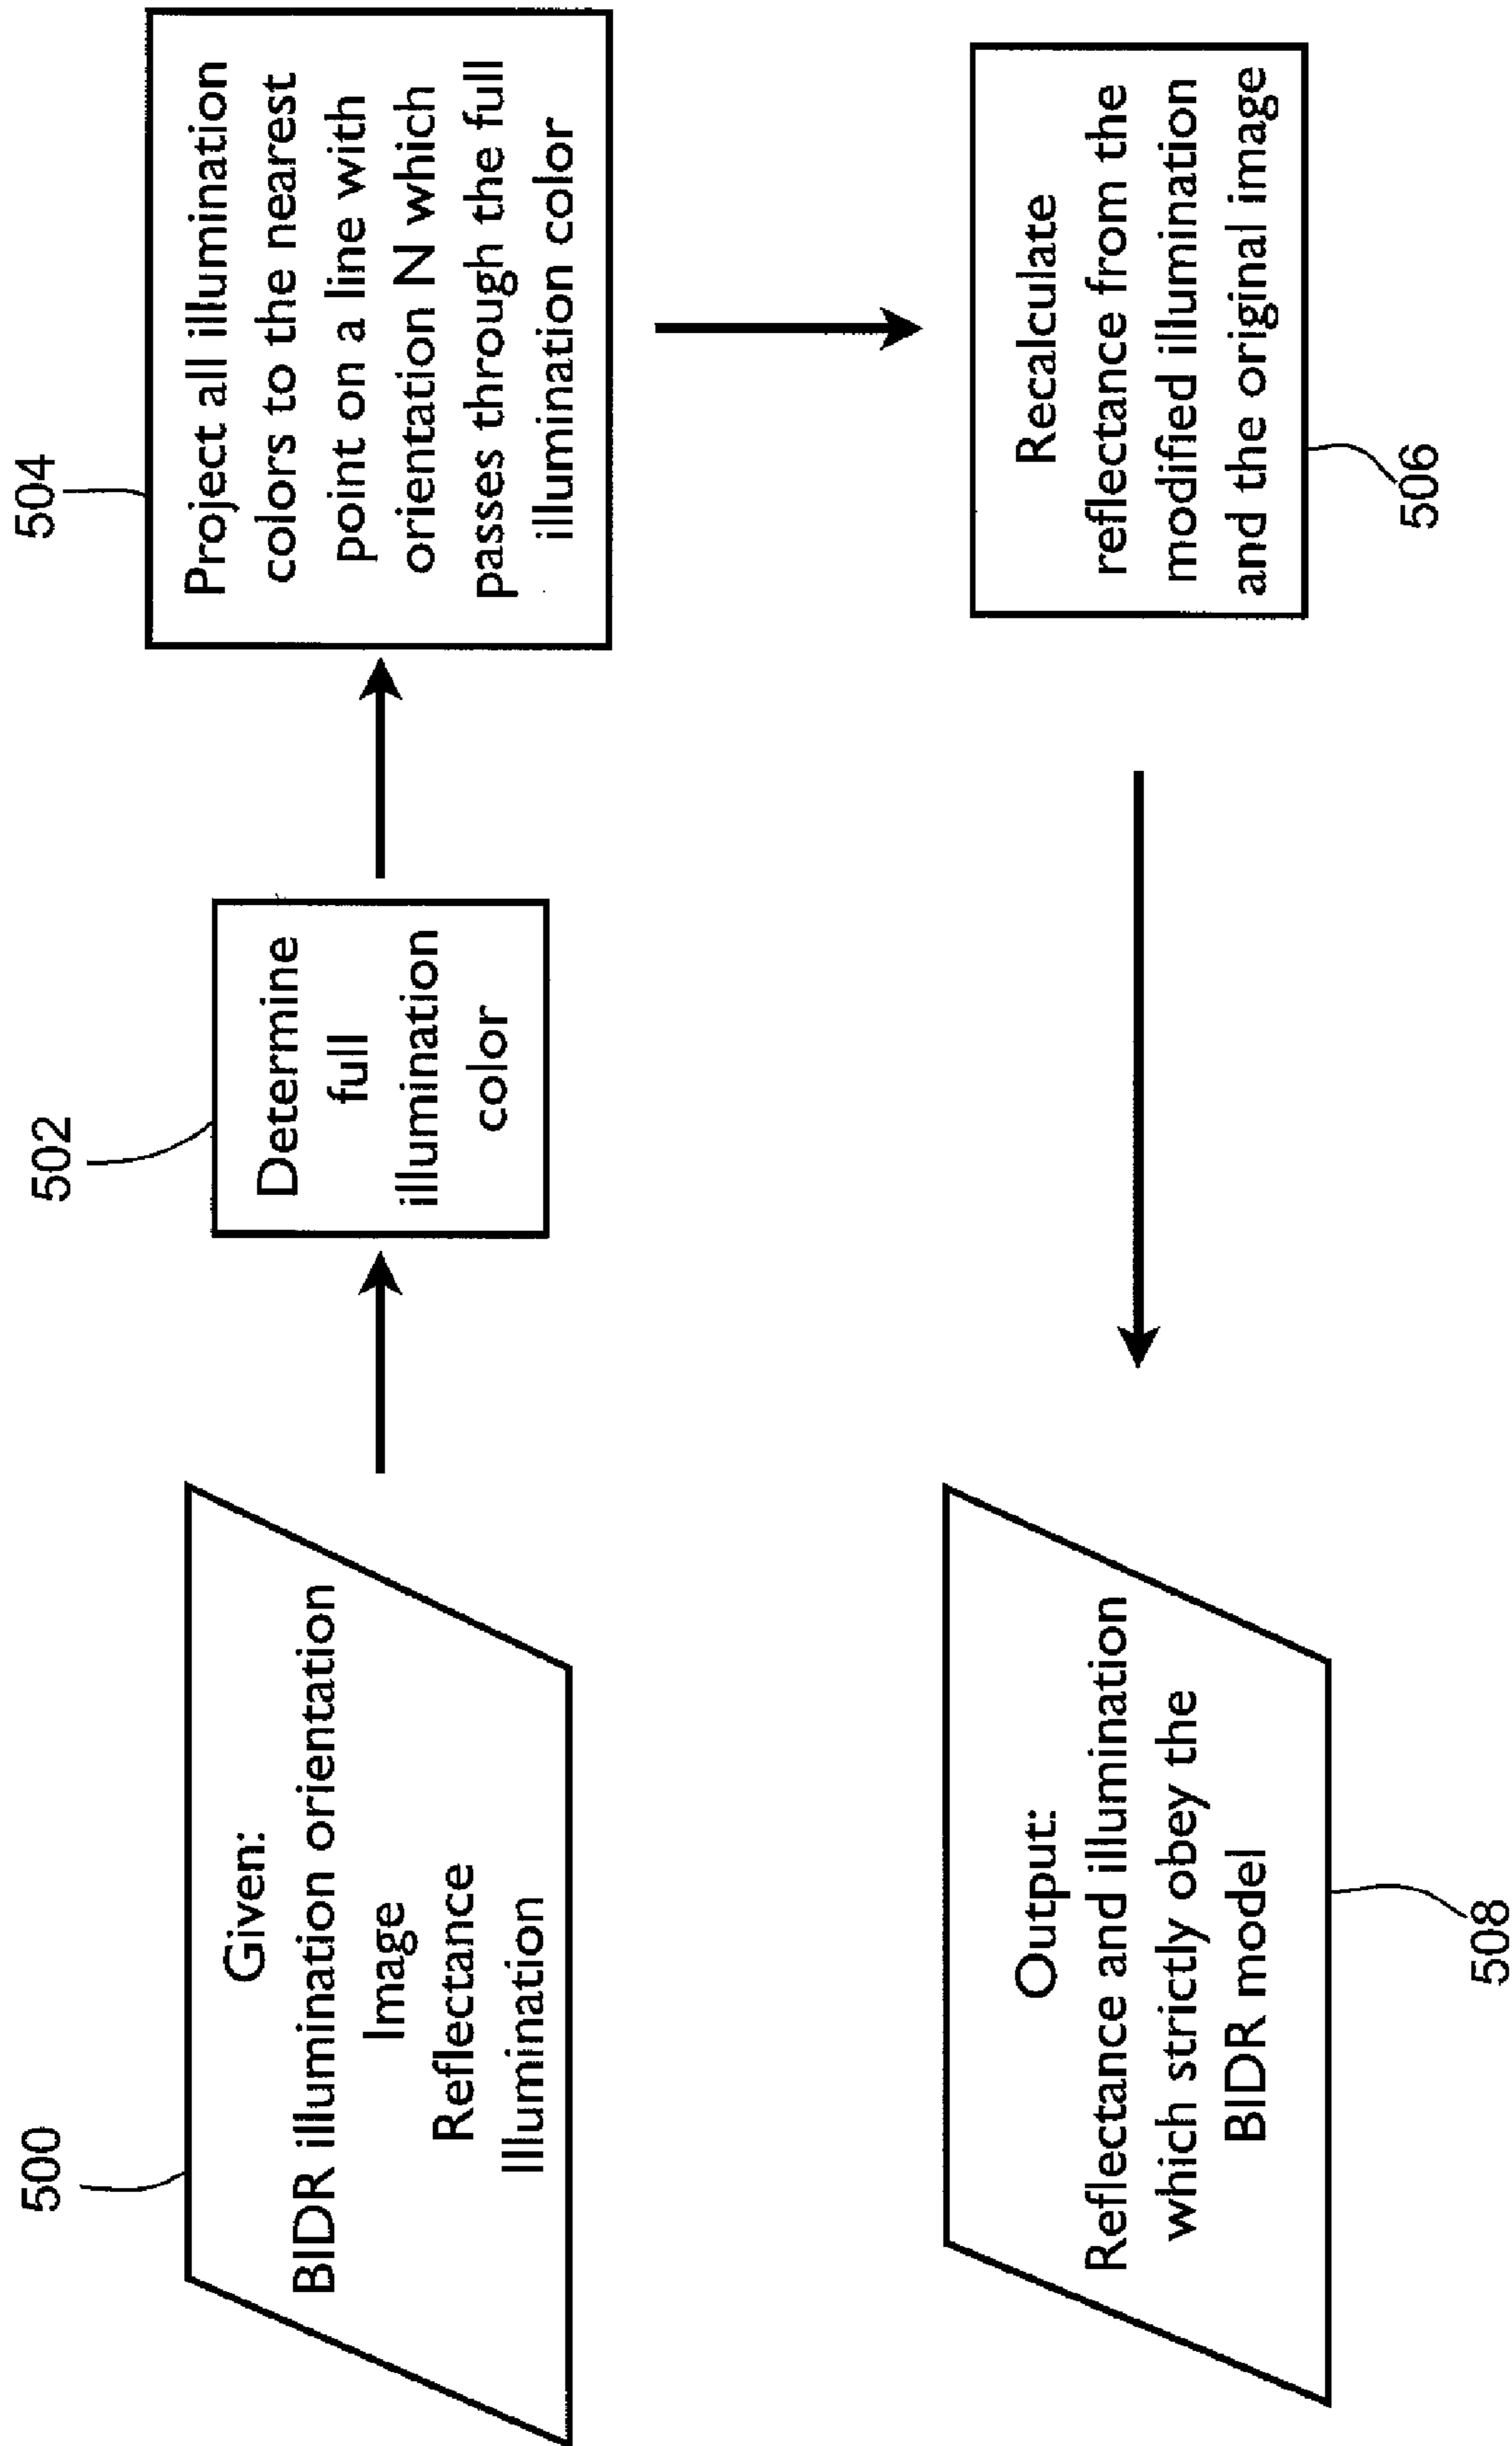 500
Given:
BIDR illumination orientation
Image
Reflectance
Illumination
502
Determine
full
illumination
color
504
Project all illumination
colors to the nearest
point on a line with
orientation N which
passes through the full
illumination color
Recalculate
reflectance from the
modified illumination
and the original image
506
Output:
Reflectance and illumination
which strictly obey the
BIDR model
508